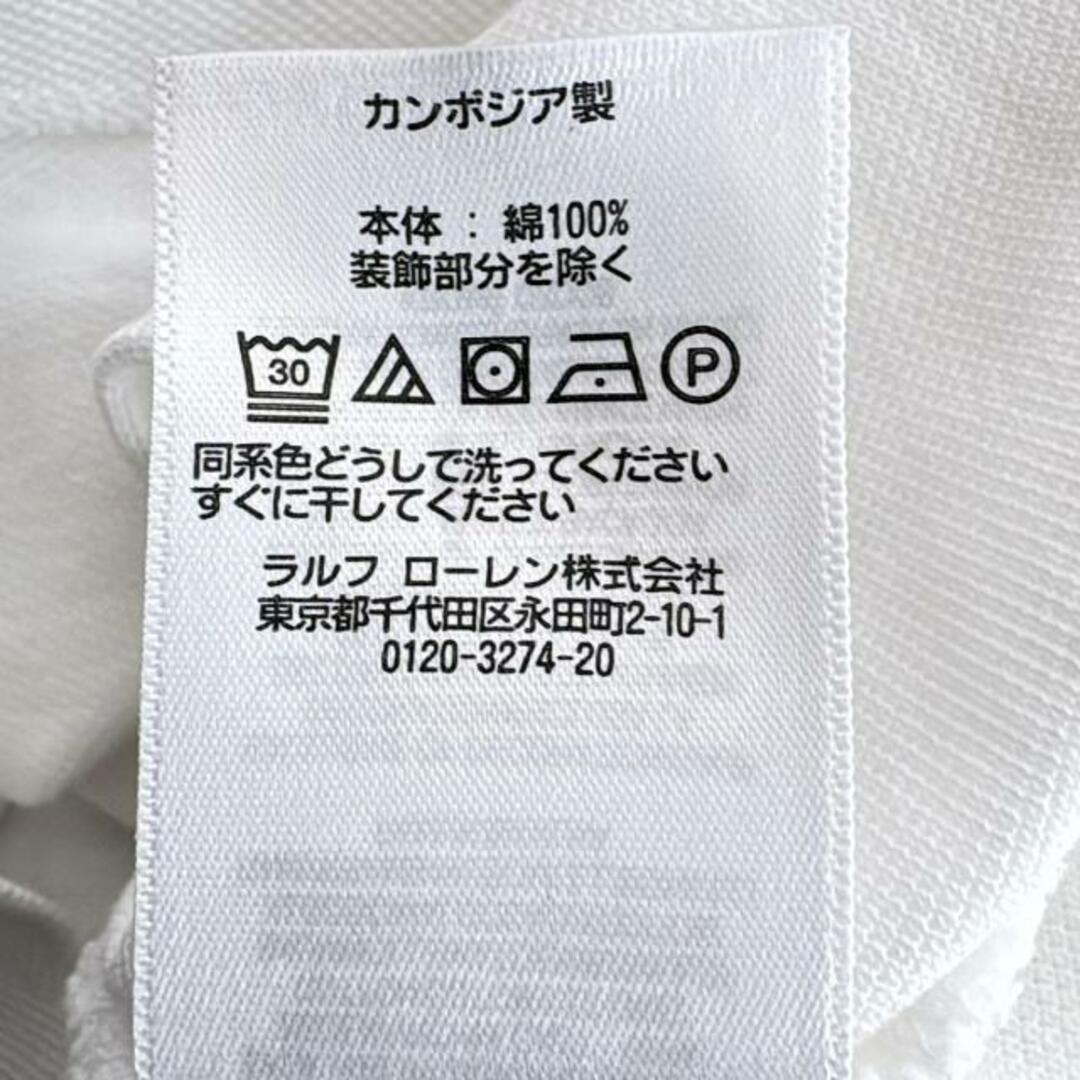 カンボジア製
本体 : 綿100%
装飾部分を除く
30 P
同系色どうしで洗ってください
すぐに干してください
ラルフ ローレン株式会社
東京都千代田区永田町2-10-1
0120-3274-20